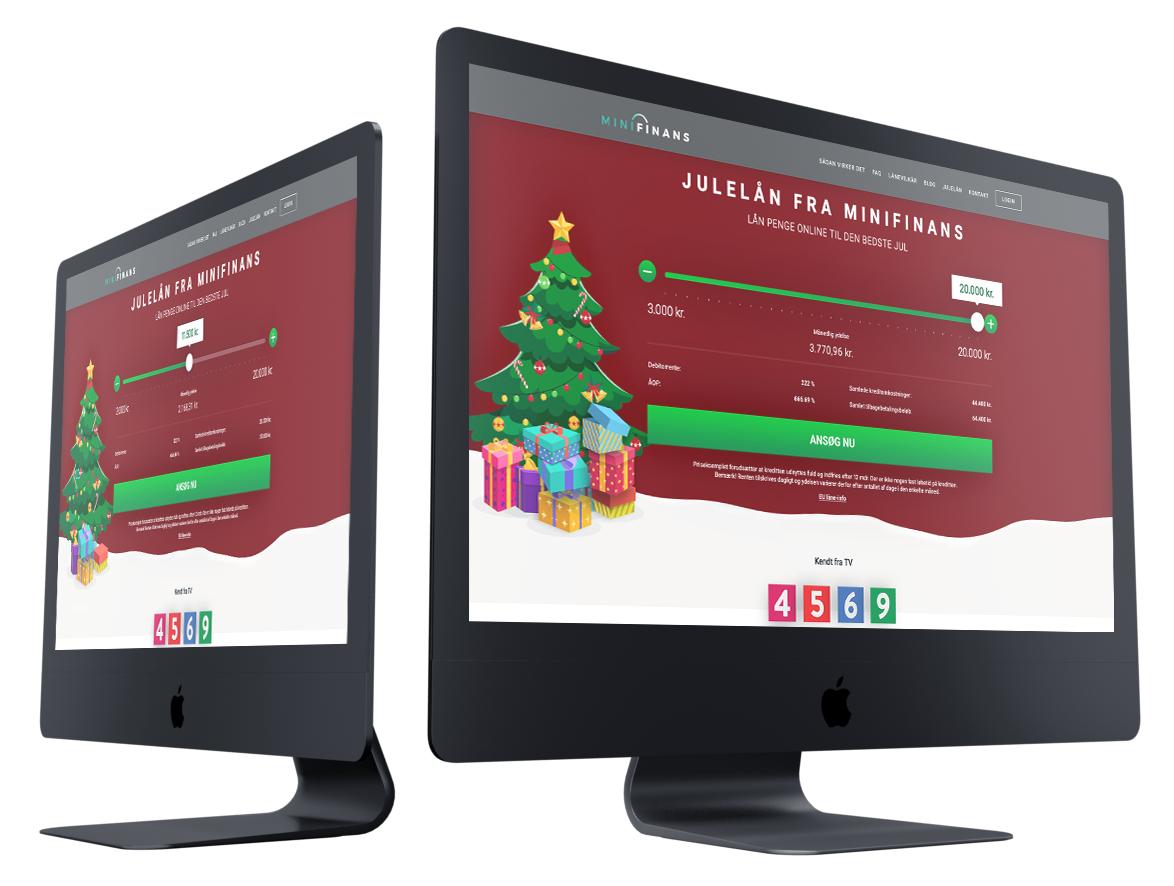 MINIFINANS
SÅDAN VIRKER DET FAQ LÅNEVILKÅR BLOG JULELÅN KONTAKT LOGIN
JULELÅN FRA MINIFINANS
LÅN PENGE ONLINE TIL DEN BEDSTE JUL
11.500 kr.
2.000 kr.
20.000 kr.
Månedlig ydelse
2.168,31 kr.
Debitorrente:
222 %
Samlede kreditomkostninger:
ÅOP:
Samlet tilbagebetalingsbeløb:
ANSØG NU
EU låne-info
Kendt fra TV
4 5 6 9
MINIFINANS
SÅDAN VIRKER DET FAQ LÅNEVILKÅR BLOG JULELÅN KONTAKT LOGIN
JULELÅN FRA MINIFINANS
LÅN PENGE ONLINE TIL DEN BEDSTE JUL
20.000 kr.
3.000 kr.
20.000 kr.
Månedlig ydelse
3.770,96 kr.
Debitorrente: 222 % Samlede kreditomkostninger: 44.400 kr.
ÅOP: 666.69 % Samlet tilbagebetalingsbeløb: 64.400 kr.
ANSØG NU
Priseksemplet forudsætter at kreditten udnyttes fuld og indfries efter 12 mdr. Der er ikke nogen fast løbetid på kreditten.
Bemærk! Renten tilskrives dagligt og ydelsen varierer derfor efter antallet af dage i den enkelte måned.
EU låne-info
Kendt fra TV
4 5 6 9